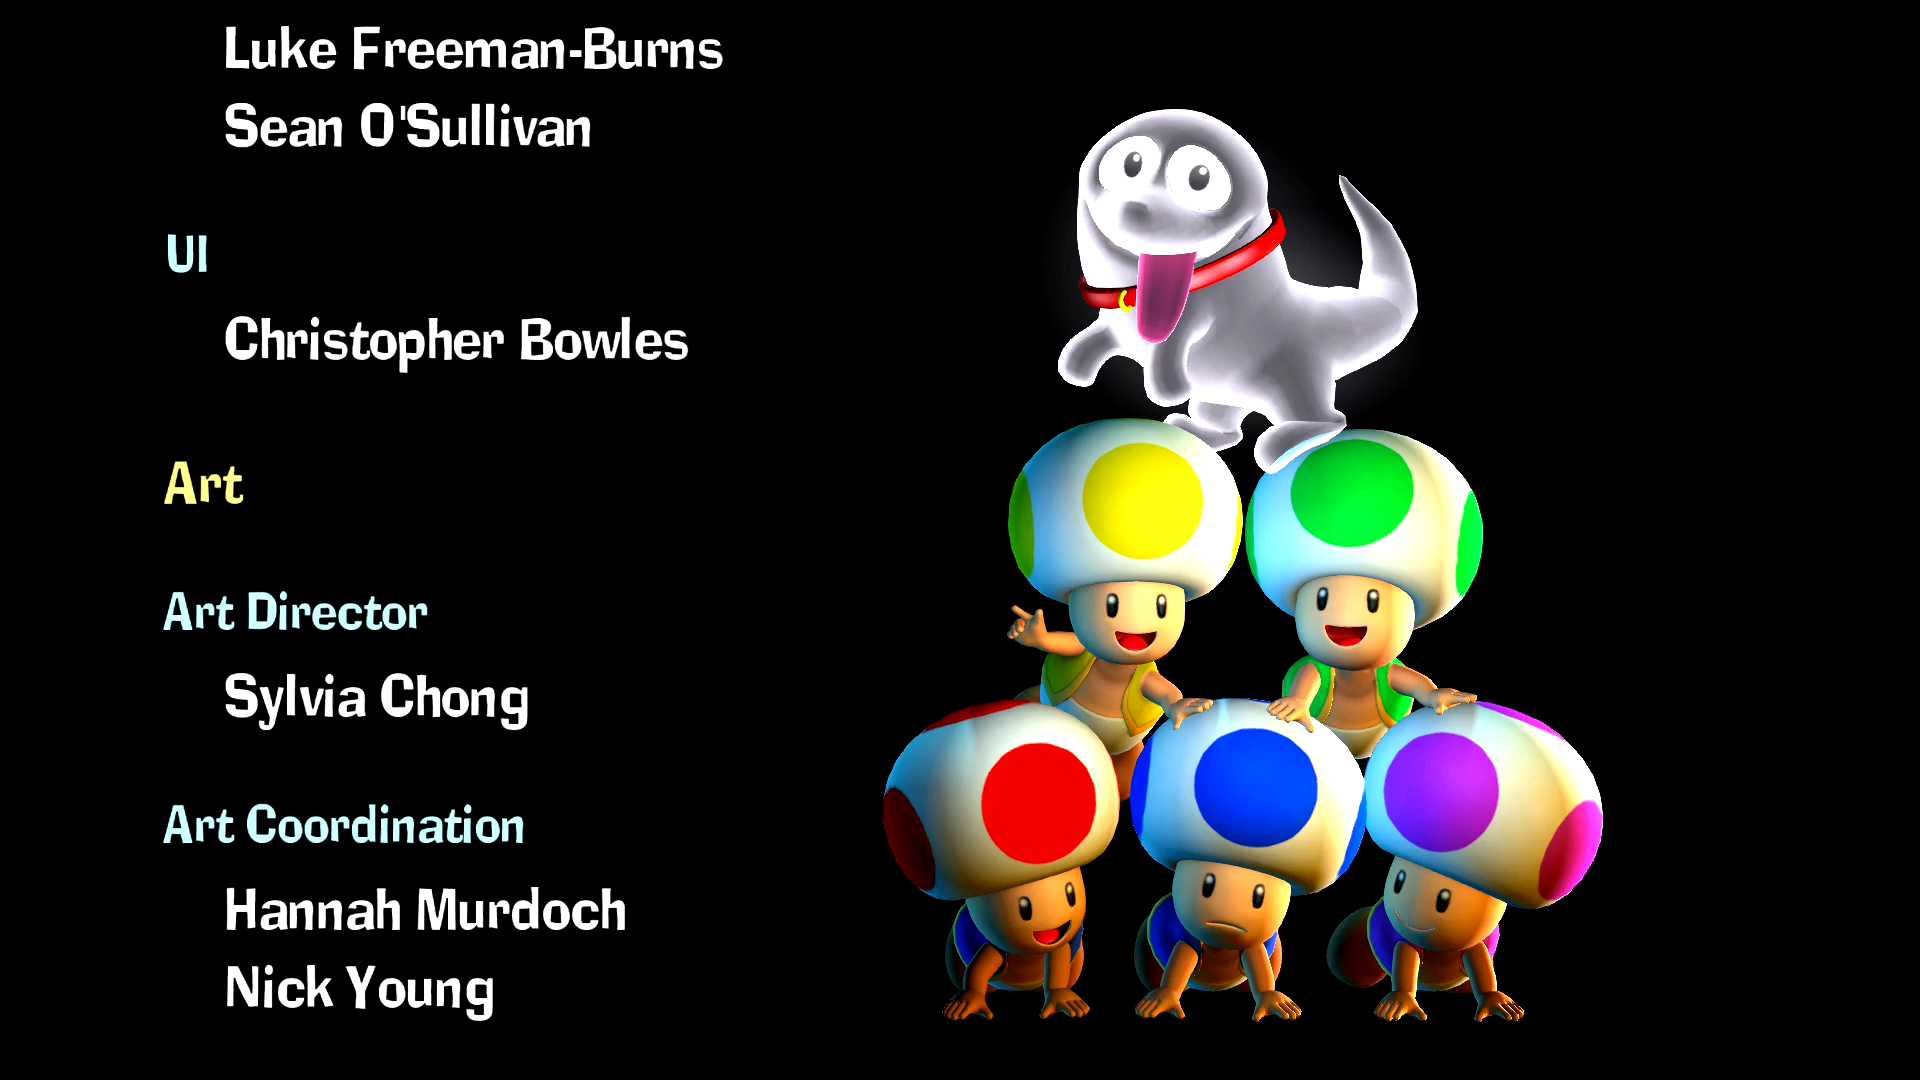 Luke Freeman-Burns
Sean O'Sullivan
UI
Christopher Bowles
Art
Art Director
Sylvia Chong
Art Coordination
Hannah Murdoch
Nick Young